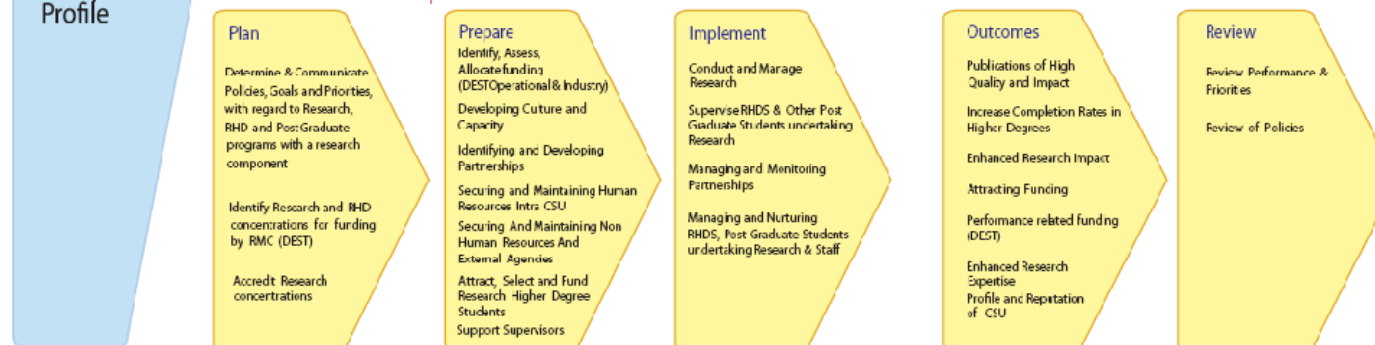 Profile
Plan
Determine & Communicate
Policies, Goals and Priorties,
with regard to Research,
RHD and Post Graduate
programs with a research
component
Identify Research and RHD
concentrations for funding
by RMC (DEST)
Accredit Research
concentrations
Prepare
Identify, Assess,
Allocate funding
(DEST Operational & Industry)
Developing Cuture and
Capacity
Identifying and Developing
Partnerships
Securing and Maintaining Human
Resources Intra CSU
Securing And Maintaining Non
Human Resources And
External Agencies
Attract, Select and Fund
Research Higher Degree
Students
Support Supervisors
Implement
Conduct and Manage
Research
Supervise RHDS & Other Post
Graduate Students undertaking
Research
Managing and Monitoring
Partnerships
Managing and Nurturing
RHDS, Post Graduate Students
undertaking Research & Staff
Outcomes
Publications of High
Quality and Impact
Increase Completion Rates in
Higher Degrees
Enhanced Research Impact
Attracting Funding
Performance related funding
(DEST)
Enhanced Research
Expertise
Profile and Reputation
of CSU
Review
Review Performance &
Priorities
Review of Policies